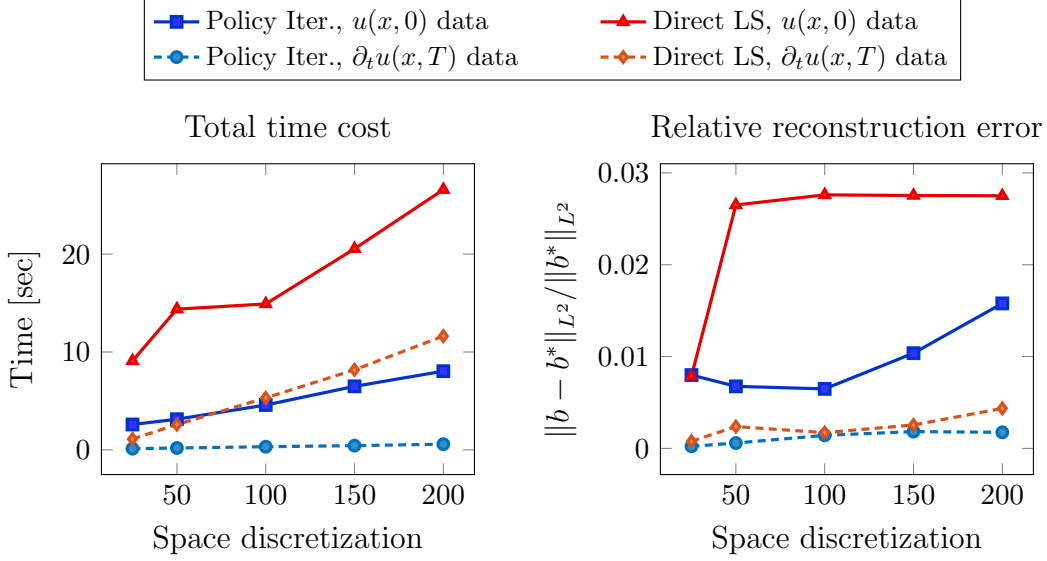 Policy Iter., u(x, 0) data
Direct LS, u(x, 0) data
Policy Iter., ∂ₜu(x, T) data
Direct LS, ∂ₜu(x, T) data
Total time cost
Time [sec]
20
10
0
50
100
150
200
Space discretization
Relative reconstruction error
‖b − b*‖_{L²}/‖b*‖_{L²}
0.03
0.02
0.01
0
50
100
150
200
Space discretization